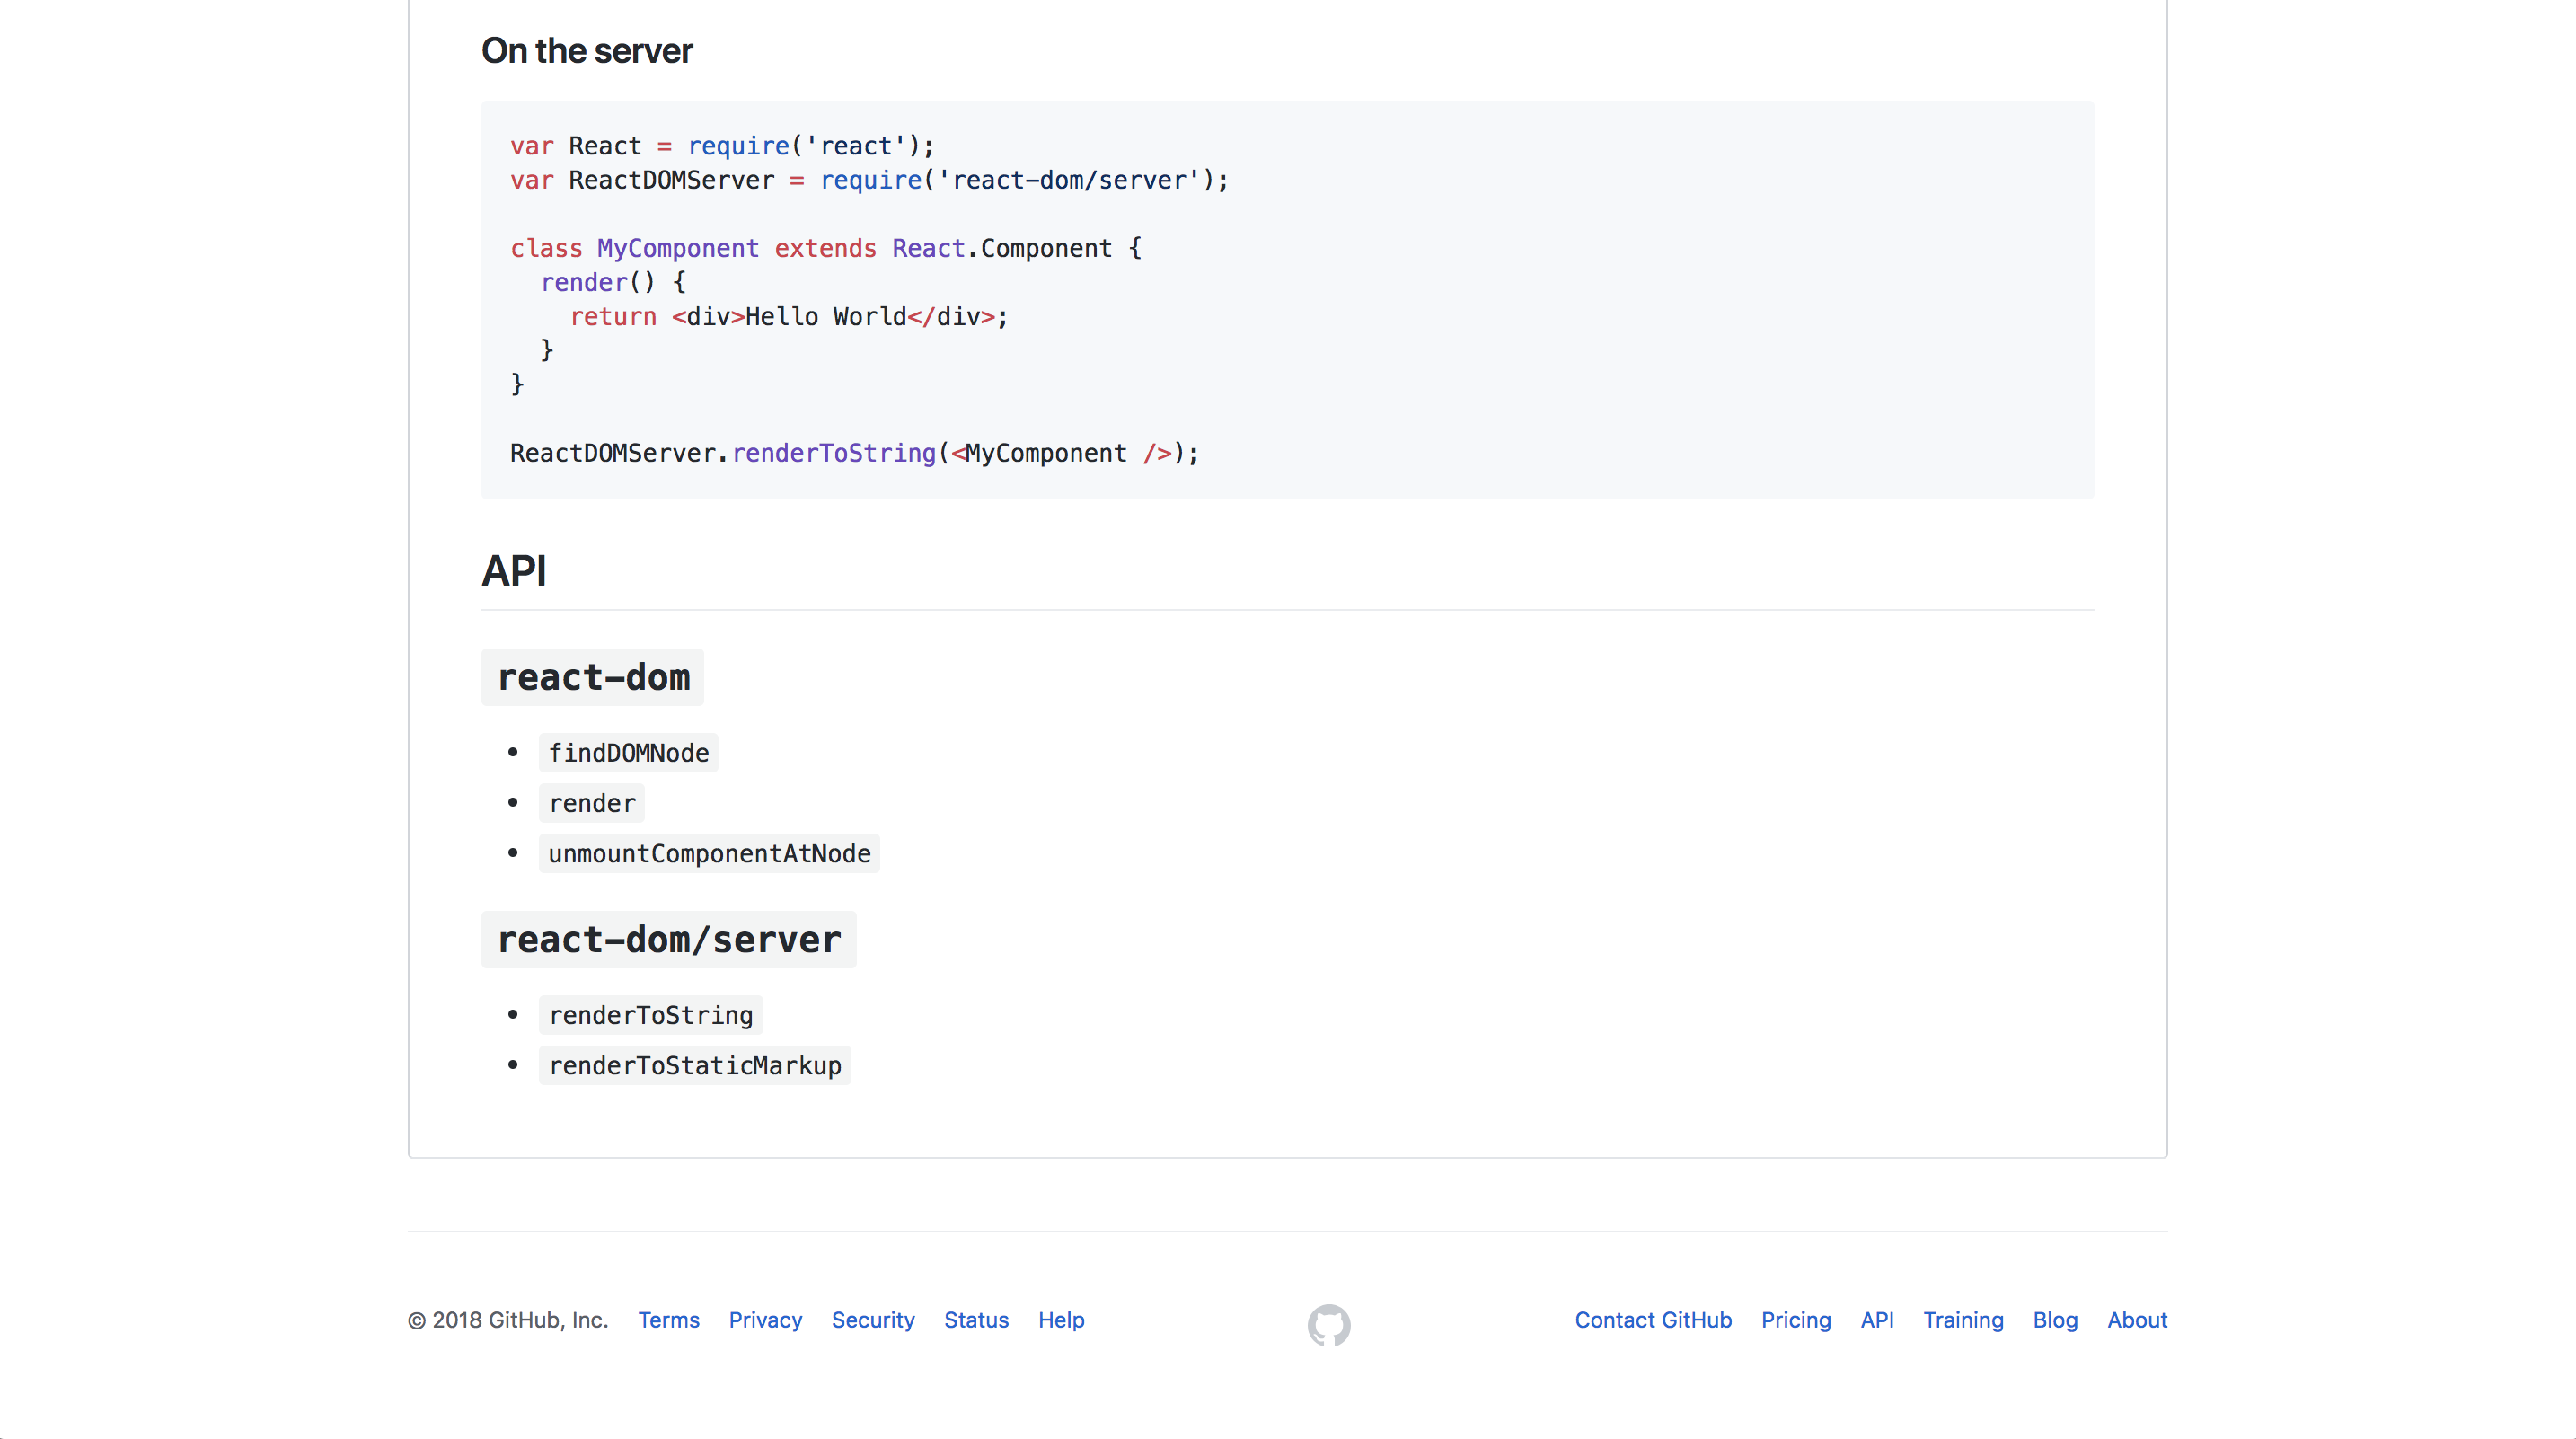 On the server
var React = require('react');
var ReactDOMServer = require('react-dom/server');
class MyComponent extends React.Component {
  render() {
    return <div>Hello World</div>;
  }
}
ReactDOMServer.renderToString(<MyComponent />);
API
react-dom
• findDOMNode
• render
• unmountComponentAtNode
react-dom/server
• renderToString
• renderToStaticMarkup
© 2018 GitHub, Inc. Terms Privacy Security Status Help Contact GitHub Pricing API Training Blog About